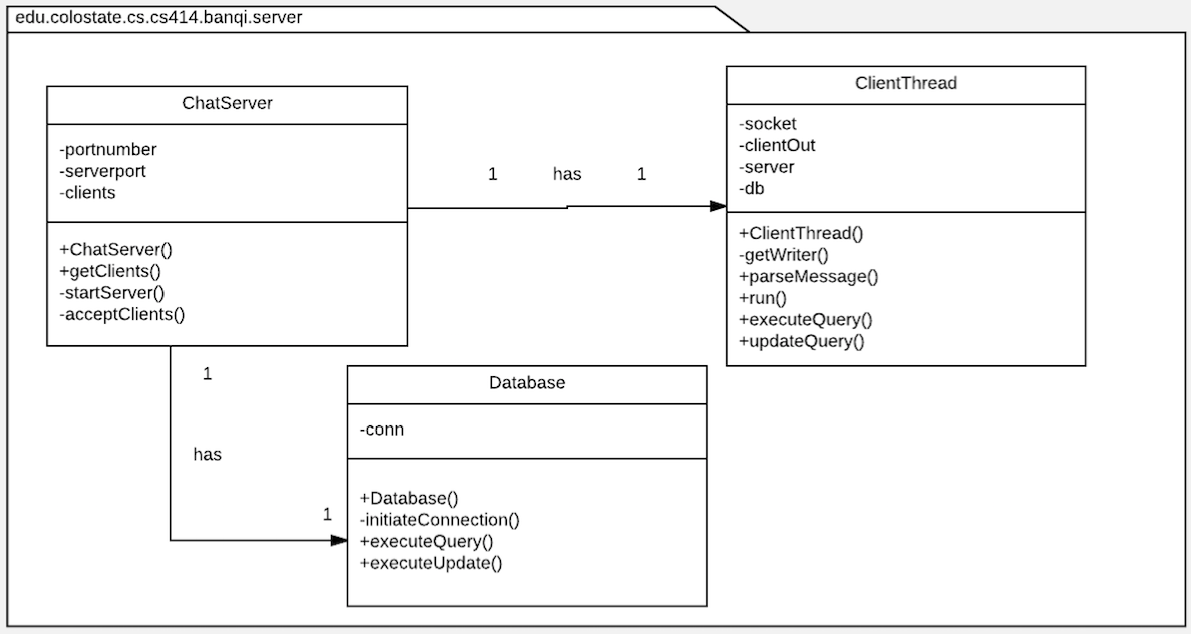 edu.colostate.cs.cs414.banqi.server
ChatServer
-portnumber
-serverport
-clients
+ChatServer()
+getClients()
-startServer()
-acceptClients()
1 has 1
ClientThread
-socket
-clientOut
-server
-db
+ClientThread()
-getWriter()
+parseMessage()
+run()
+executeQuery()
+updateQuery()
1
has
1
Database
-conn
+Database()
-initiateConnection()
+executeQuery()
+executeUpdate()